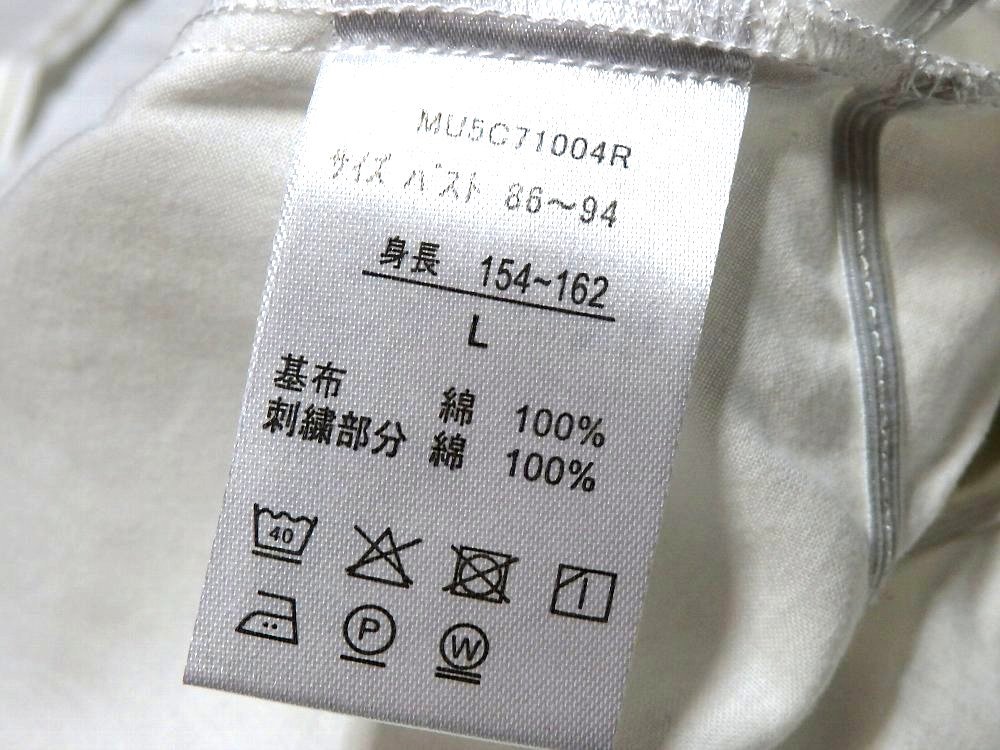 MU5C71004R
サイズ バスト 86～94
身長 154~162
L
基布 綿 100%
刺繍部分 綿 100%
40
P W